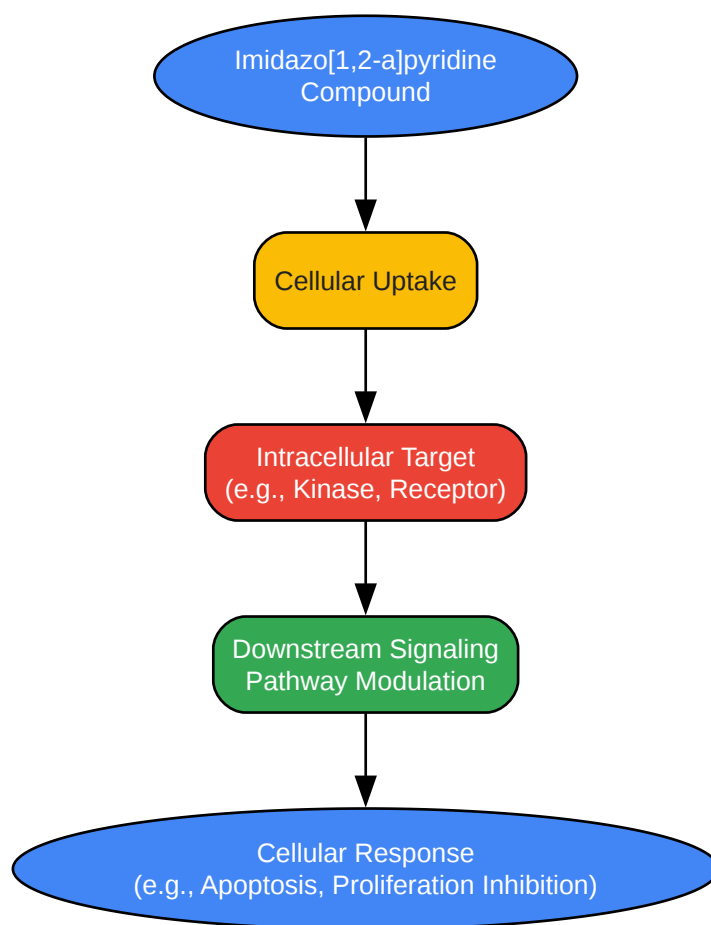 Imidazo[1,2-a]pyridine
Compound
Cellular Uptake
Intracellular Target
(e.g., Kinase, Receptor)
Downstream Signaling
Pathway Modulation
Cellular Response
(e.g., Apoptosis, Proliferation Inhibition)